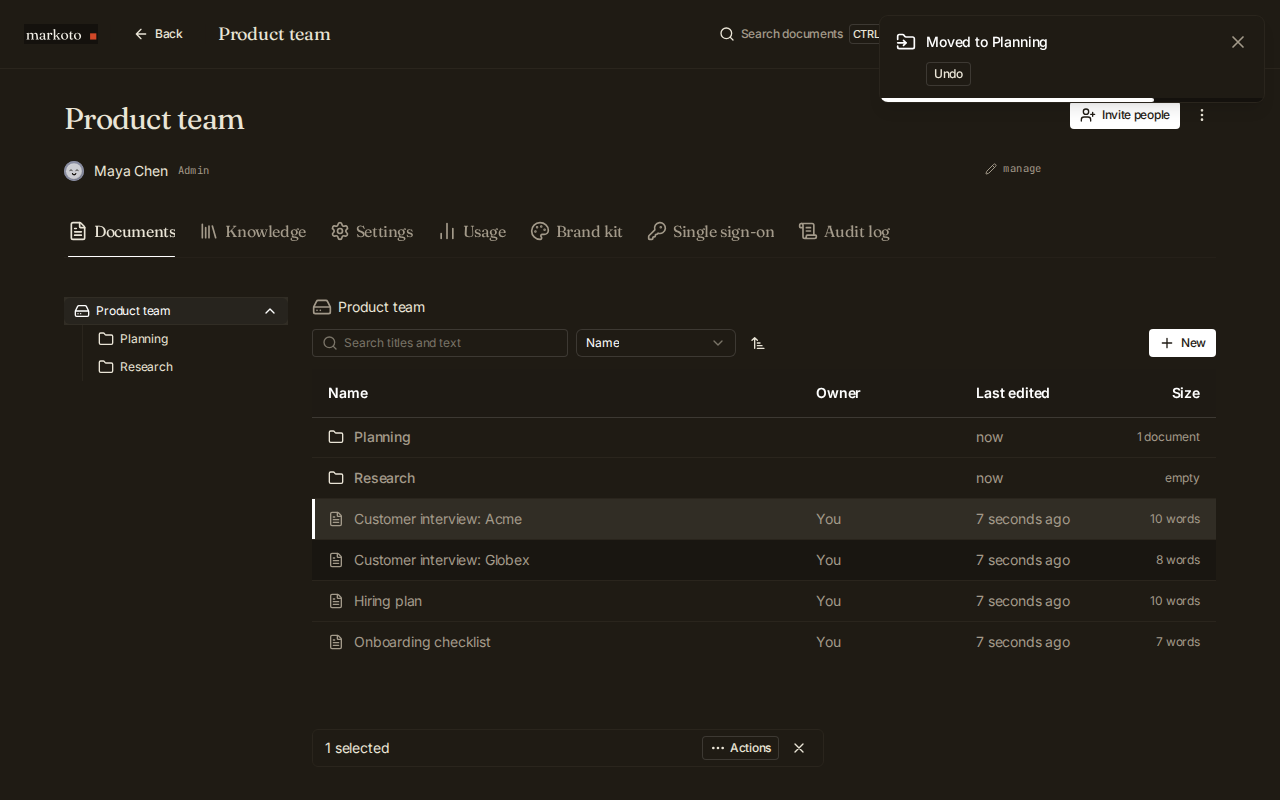 markoto
Back
Product team
Search documents
CTRL
Moved to Planning
Undo
Product team
Invite people
Maya Chen
Admin
manage
Documents
Knowledge
Settings
Usage
Brand kit
Single sign-on
Audit log
Product team
Planning
Research
Product team
Search titles and text
Name
New
Name Owner Last edited Size
Planning now 1 document
Research now empty
Customer interview: Acme You 7 seconds ago 10 words
Customer interview: Globex You 7 seconds ago 8 words
Hiring plan You 7 seconds ago 10 words
Onboarding checklist You 7 seconds ago 7 words
1 selected
Actions